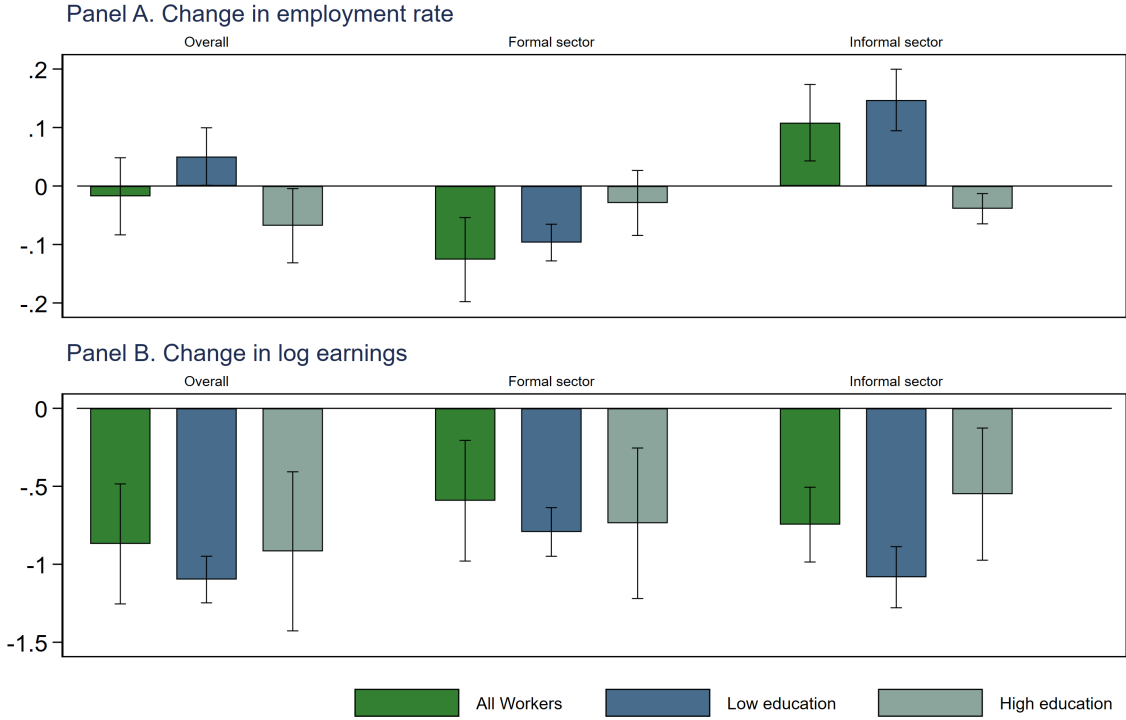 Panel A. Change in employment rate
Overall Formal sector Informal sector
.2
.1
0
-.1
-.2
Panel B. Change in log earnings
Overall Formal sector Informal sector
0
-.5
-1
-1.5
All Workers Low education High education